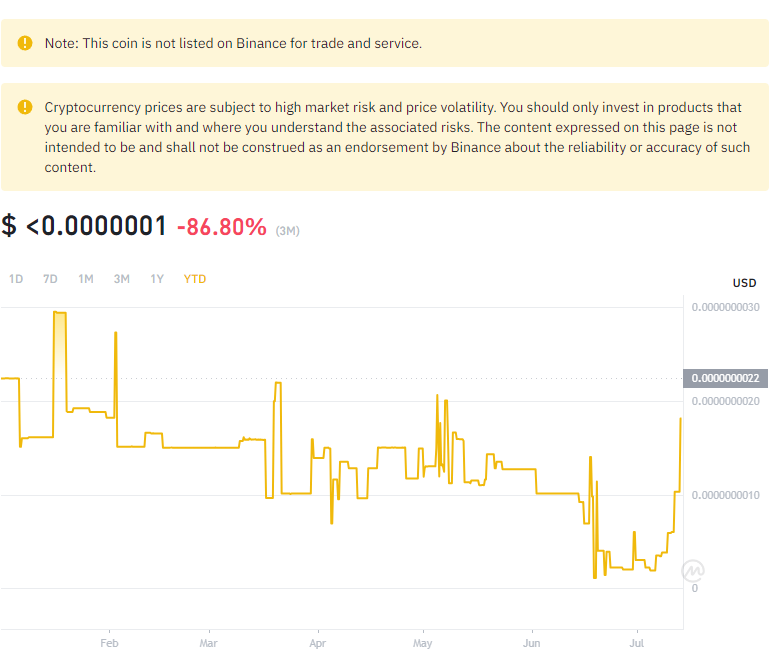 Note: This coin is not listed on Binance for trade and service.
Cryptocurrency prices are subject to high market risk and price volatility. You should only invest in products that
you are familiar with and where you understand the associated risks. The content expressed on this page is not
intended to be and shall not be construed as an endorsement by Binance about the reliability or accuracy of such
content.
$ <0.0000001 -86.80% (3M)
1D 7D 1M 3M 1Y YTD
USD
0.0000000030
0.0000000022
0.0000000020
0.0000000010
0
Feb Mar Apr May Jun Jul